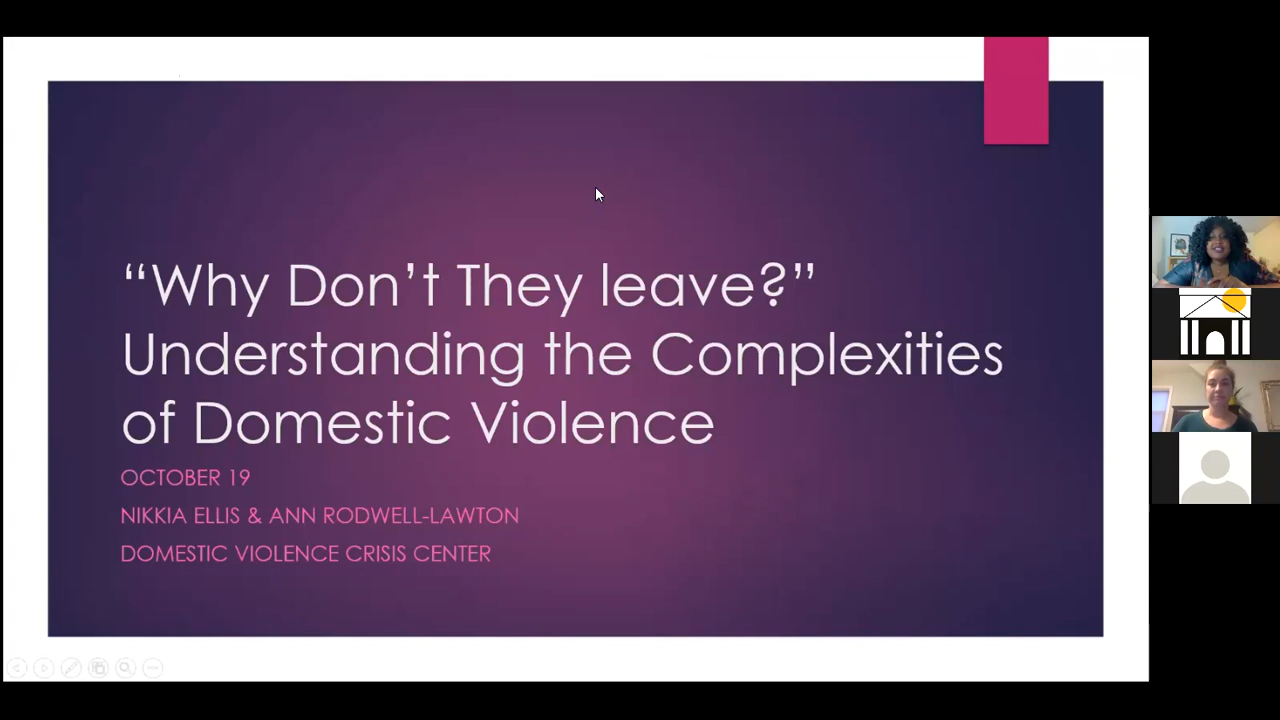 “Why Don’t They leave?”
Understanding the Complexities
of Domestic Violence
OCTOBER 19
NIKKIA ELLIS & ANN RODWELL-LAWTON
DOMESTIC VIOLENCE CRISIS CENTER